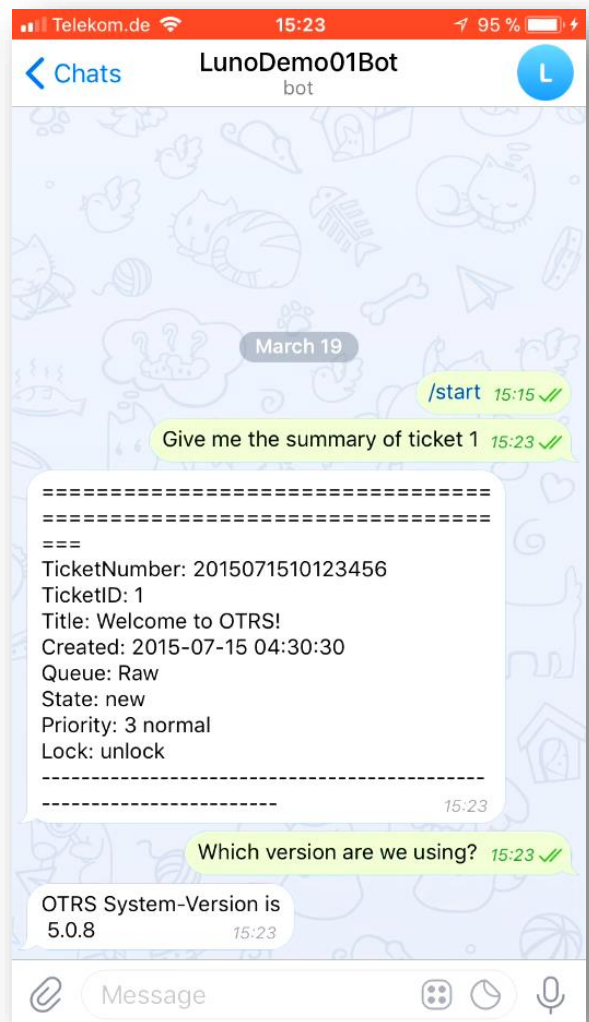 Telekom.de 15:23 95 %
Chats LunoDemo01Bot L
bot
? ? ?
March 19
/start 15:15
Give me the summary of ticket 1 15:23
=================================
=================================
===
TicketNumber: 2015071510123456
TicketID: 1
Title: Welcome to OTRS!
Created: 2015-07-15 04:30:30
Queue: Raw
State: new
Priority: 3 normal
Lock: unlock
---------------------------------------------
------------------------ 15:23
Which version are we using? 15:23
OTRS System-Version is
5.0.8 15:23
Message